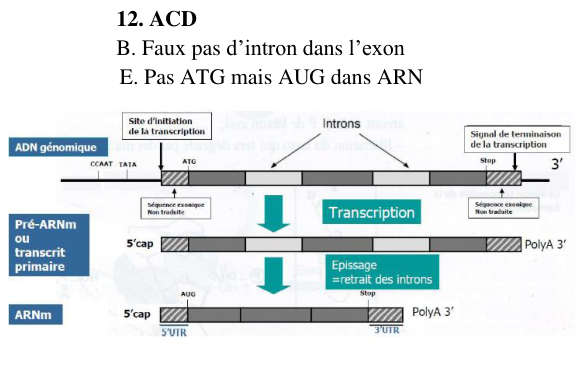 12. ACD
B. Faux pas d'intron dans l'exon
E. Pas ATG mais AUG dans ARN
Site d'initiation
de la transcription
Introns
Signal de terminaison
de la transcription
ADN génomique
CCAAT TATA
ATG
Stop
3'
Séquence exonique
Non traduite
Séquence exonique
Non traduite
Transcription
Pré-ARNm
ou
transcrit
primaire
5'cap
PolyA 3'
Epissage
=retrait des introns
AUG
Stop
ARNm
5'cap
PolyA 3'
5'UTR
3'UTR